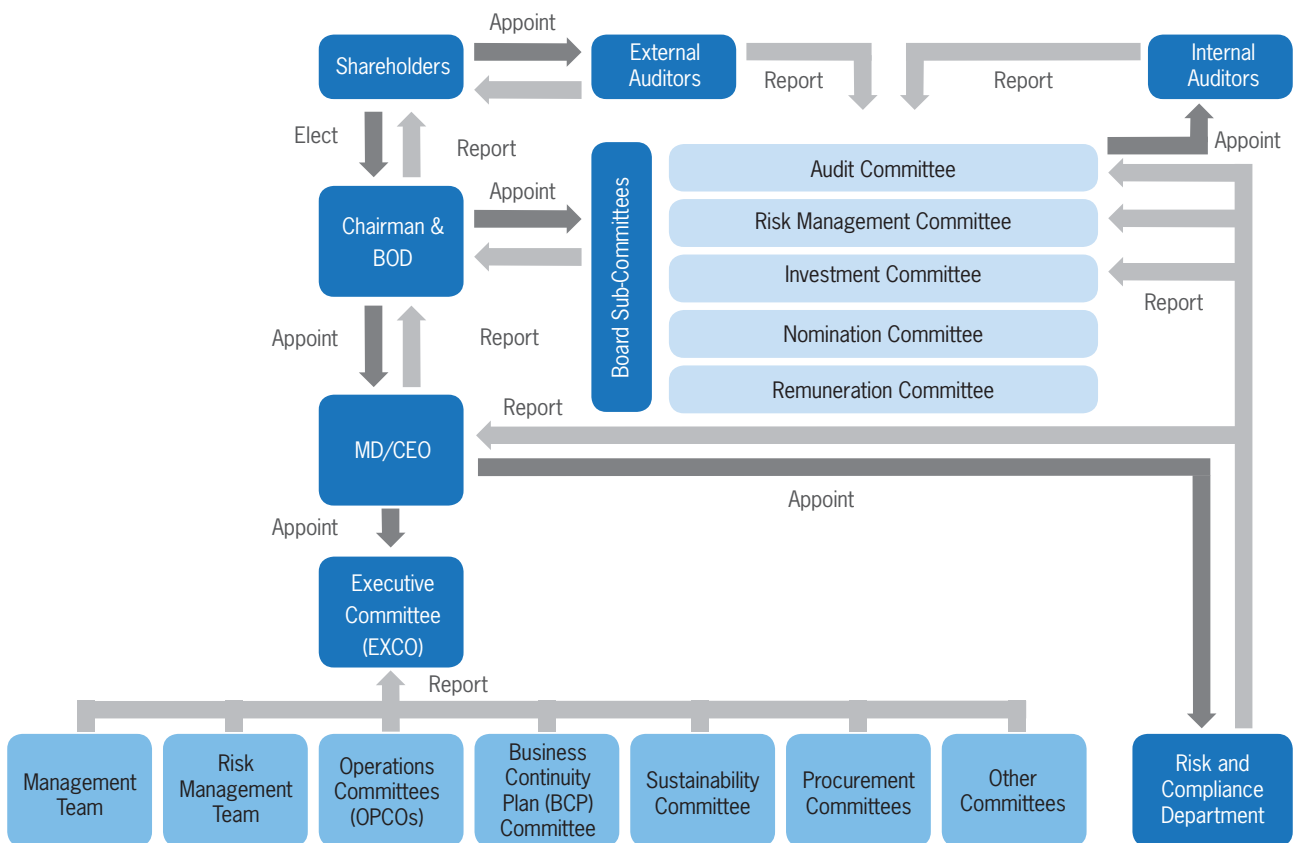 Appoint
Shareholders
External
Auditors
Report
Report
Internal
Auditors
Elect
Report
Appoint
Chairman &
BOD
Appoint
Board Sub-Committees
Audit Committee
Risk Management Committee
Investment Committee
Nomination Committee
Remuneration Committee
Report
Appoint
Report
Report
MD/CEO
Appoint
Appoint
Executive
Committee
(EXCO)
Report
Management
Team
Risk
Management
Team
Operations
Committees
(OPCOs)
Business
Continuity
Plan (BCP)
Committee
Sustainability
Committee
Procurement
Committees
Other
Committees
Risk and
Compliance
Department